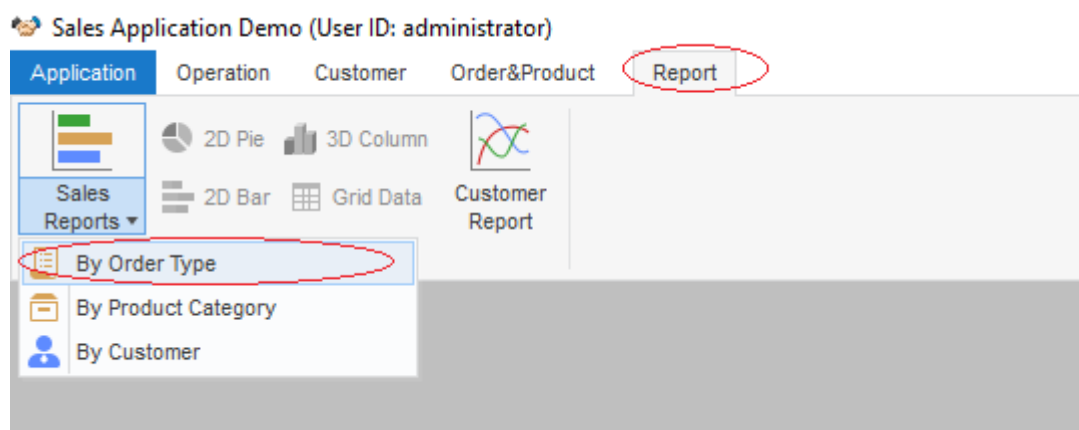 Sales Application Demo (User ID: administrator)
Application Operation Customer Order&Product Report
2D Pie 3D Column
Sales Reports
2D Bar Grid Data
Customer Report
By Order Type
By Product Category
By Customer